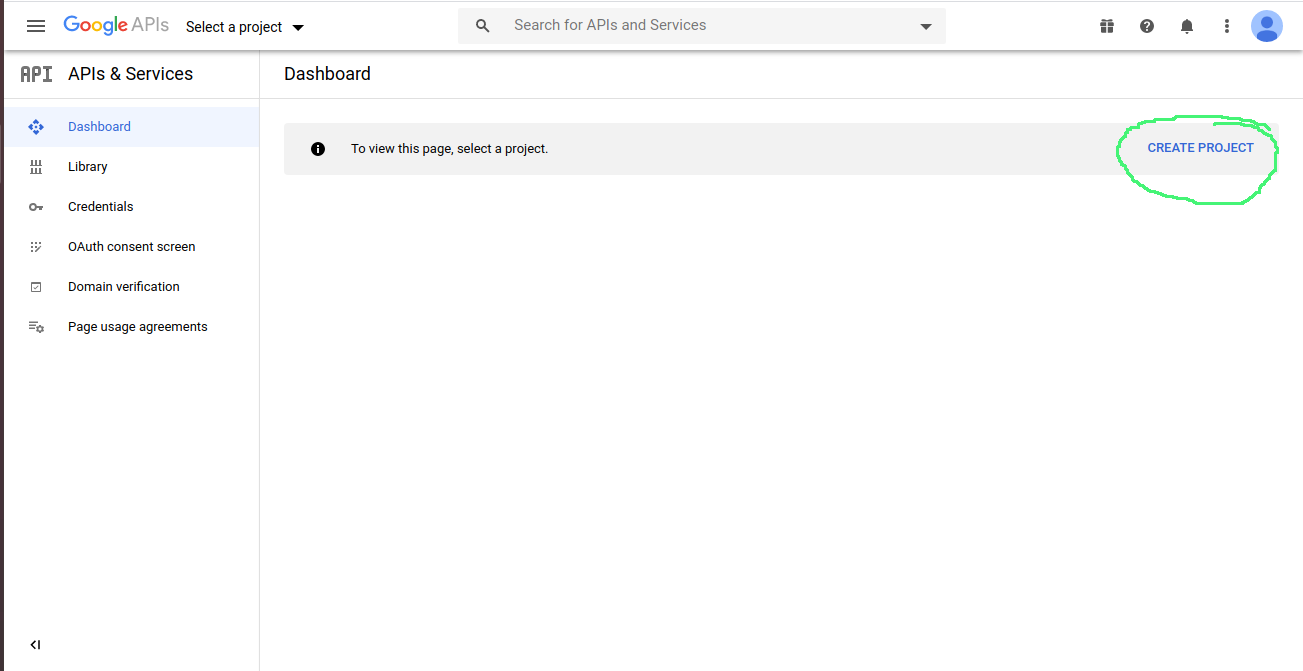 Google APIs Select a project
Search for APIs and Services
API APIs & Services
Dashboard
Dashboard
Library
Credentials
OAuth consent screen
Domain verification
Page usage agreements
To view this page, select a project.
CREATE PROJECT